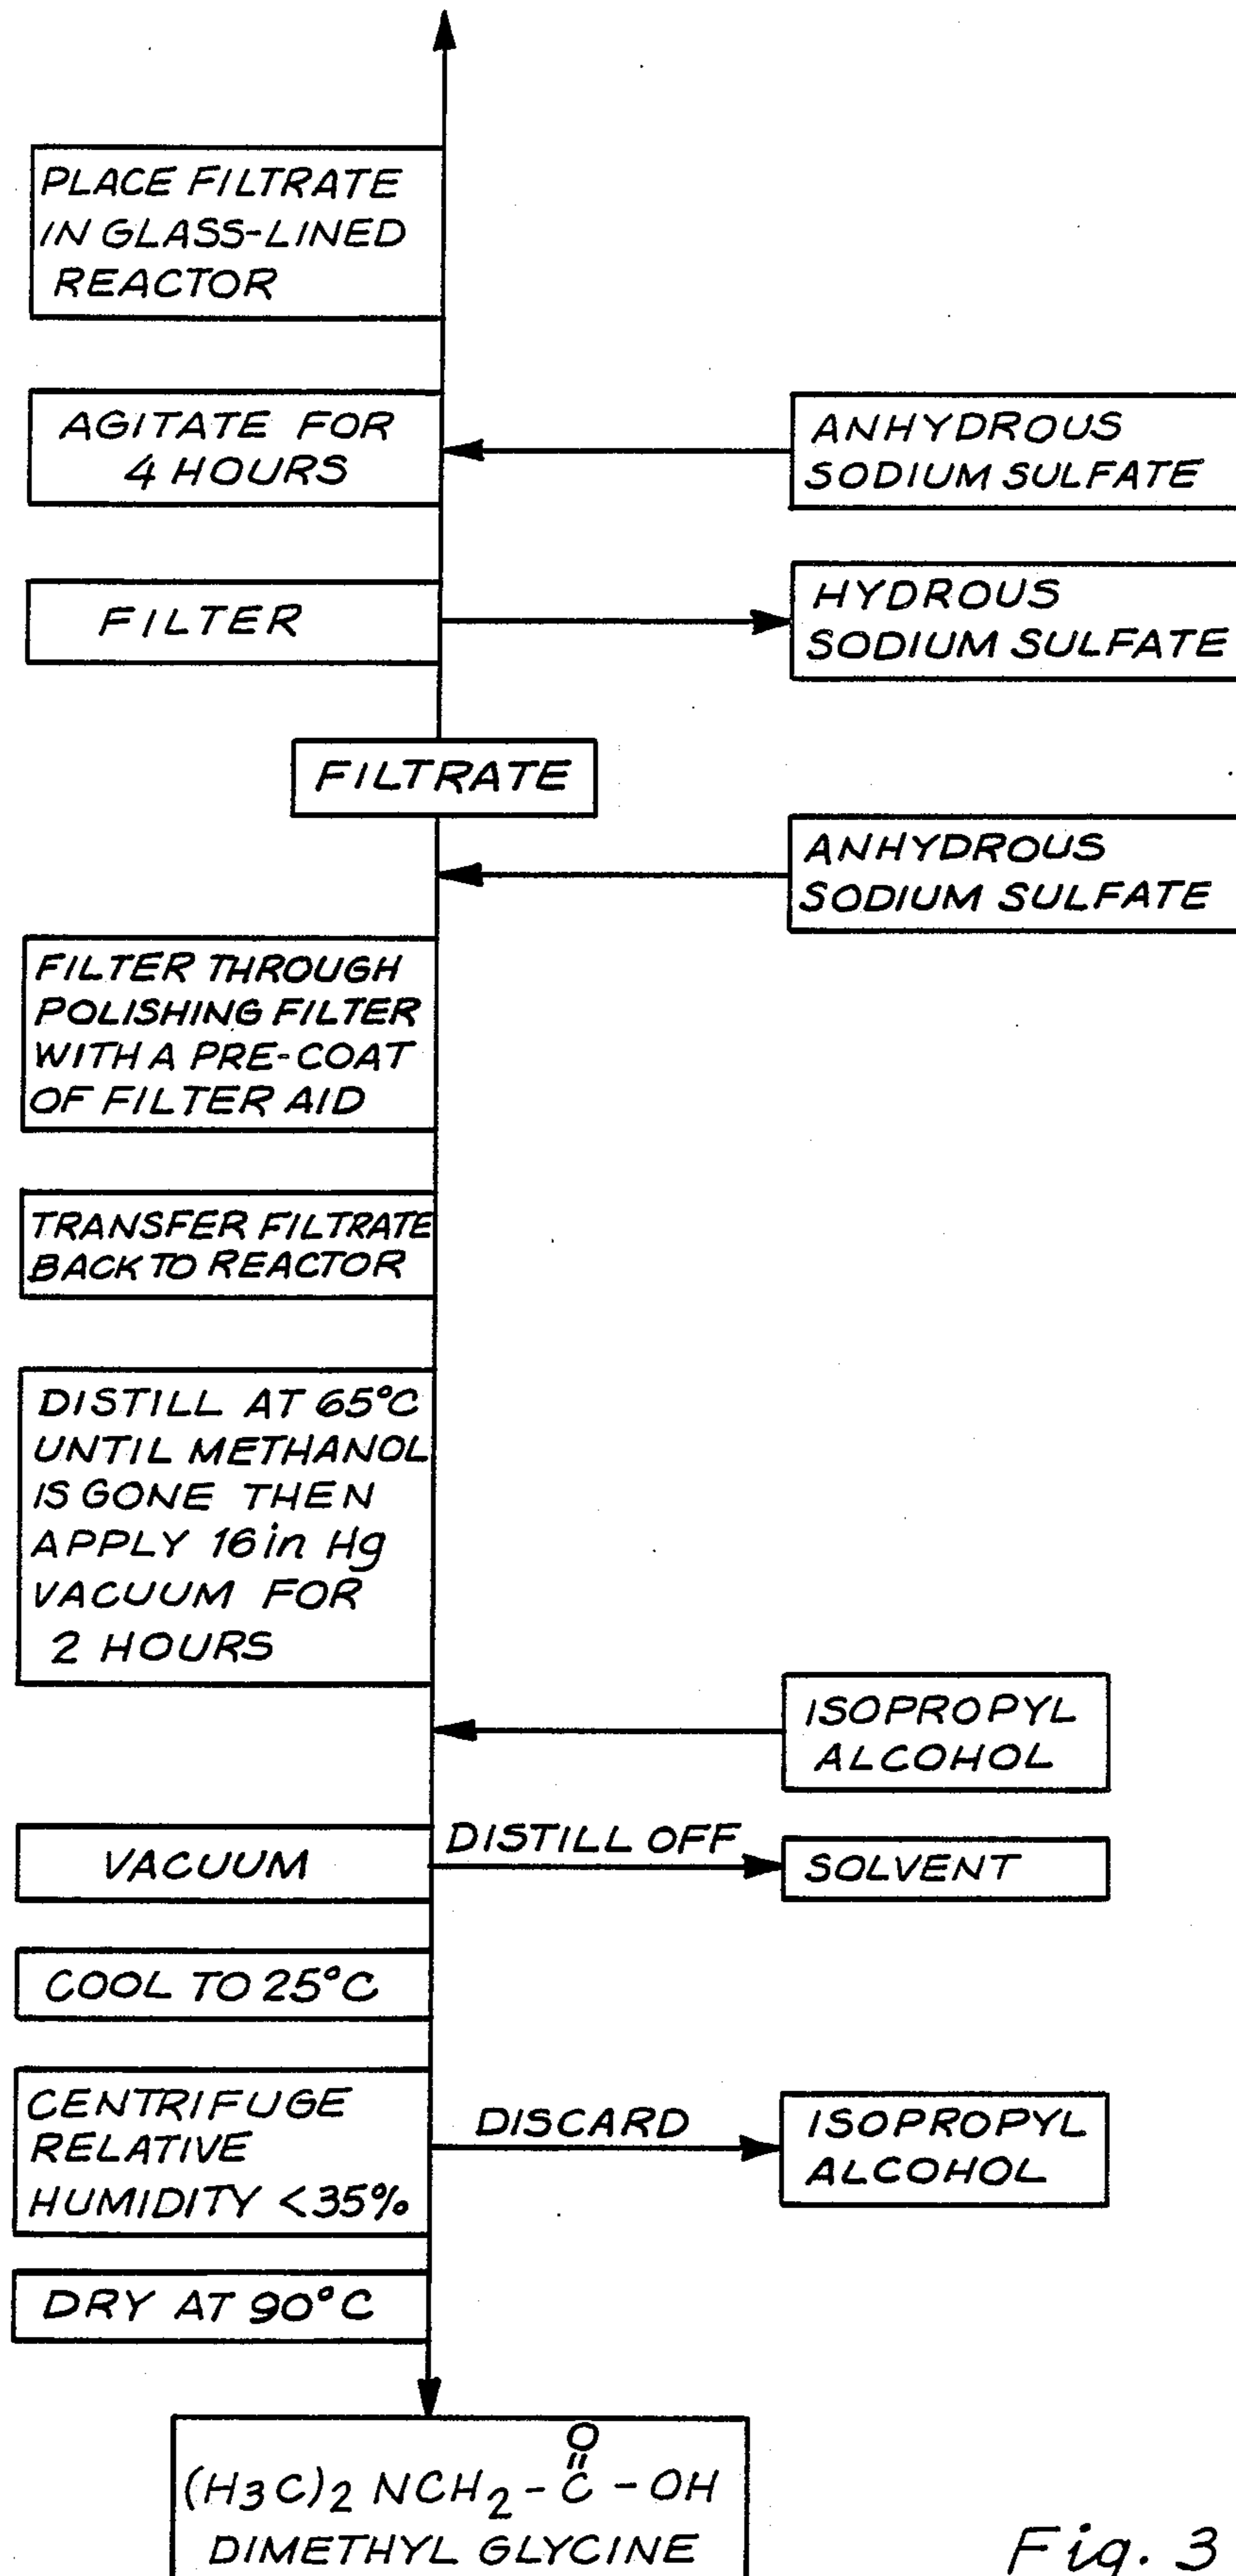 PLACE FILTRATE
IN GLASS-LINED
REACTOR
AGITATE FOR
4 HOURS
ANHYDROUS
SODIUM SULFATE
FILTER
HYDROUS
SODIUM SULFATE
FILTRATE
ANHYDROUS
SODIUM SULFATE
FILTER THROUGH
POLISHING FILTER
WITH A PRE-COAT
OF FILTER AID
TRANSFER FILTRATE
BACK TO REACTOR
DISTILL AT 65°C
UNTIL METHANOL
IS GONE THEN
APPLY 16 in Hg
VACUUM FOR
2 HOURS
ISOPROPYL
ALCOHOL
VACUUM
DISTILL OFF
SOLVENT
COOL TO 25°C
CENTRIFUGE
RELATIVE
HUMIDITY <35%
DISCARD
ISOPROPYL
ALCOHOL
DRY AT 90°C
O
(H3C)2 NCH2 - C - OH
DIMETHYL GLYCINE
Fig. 3